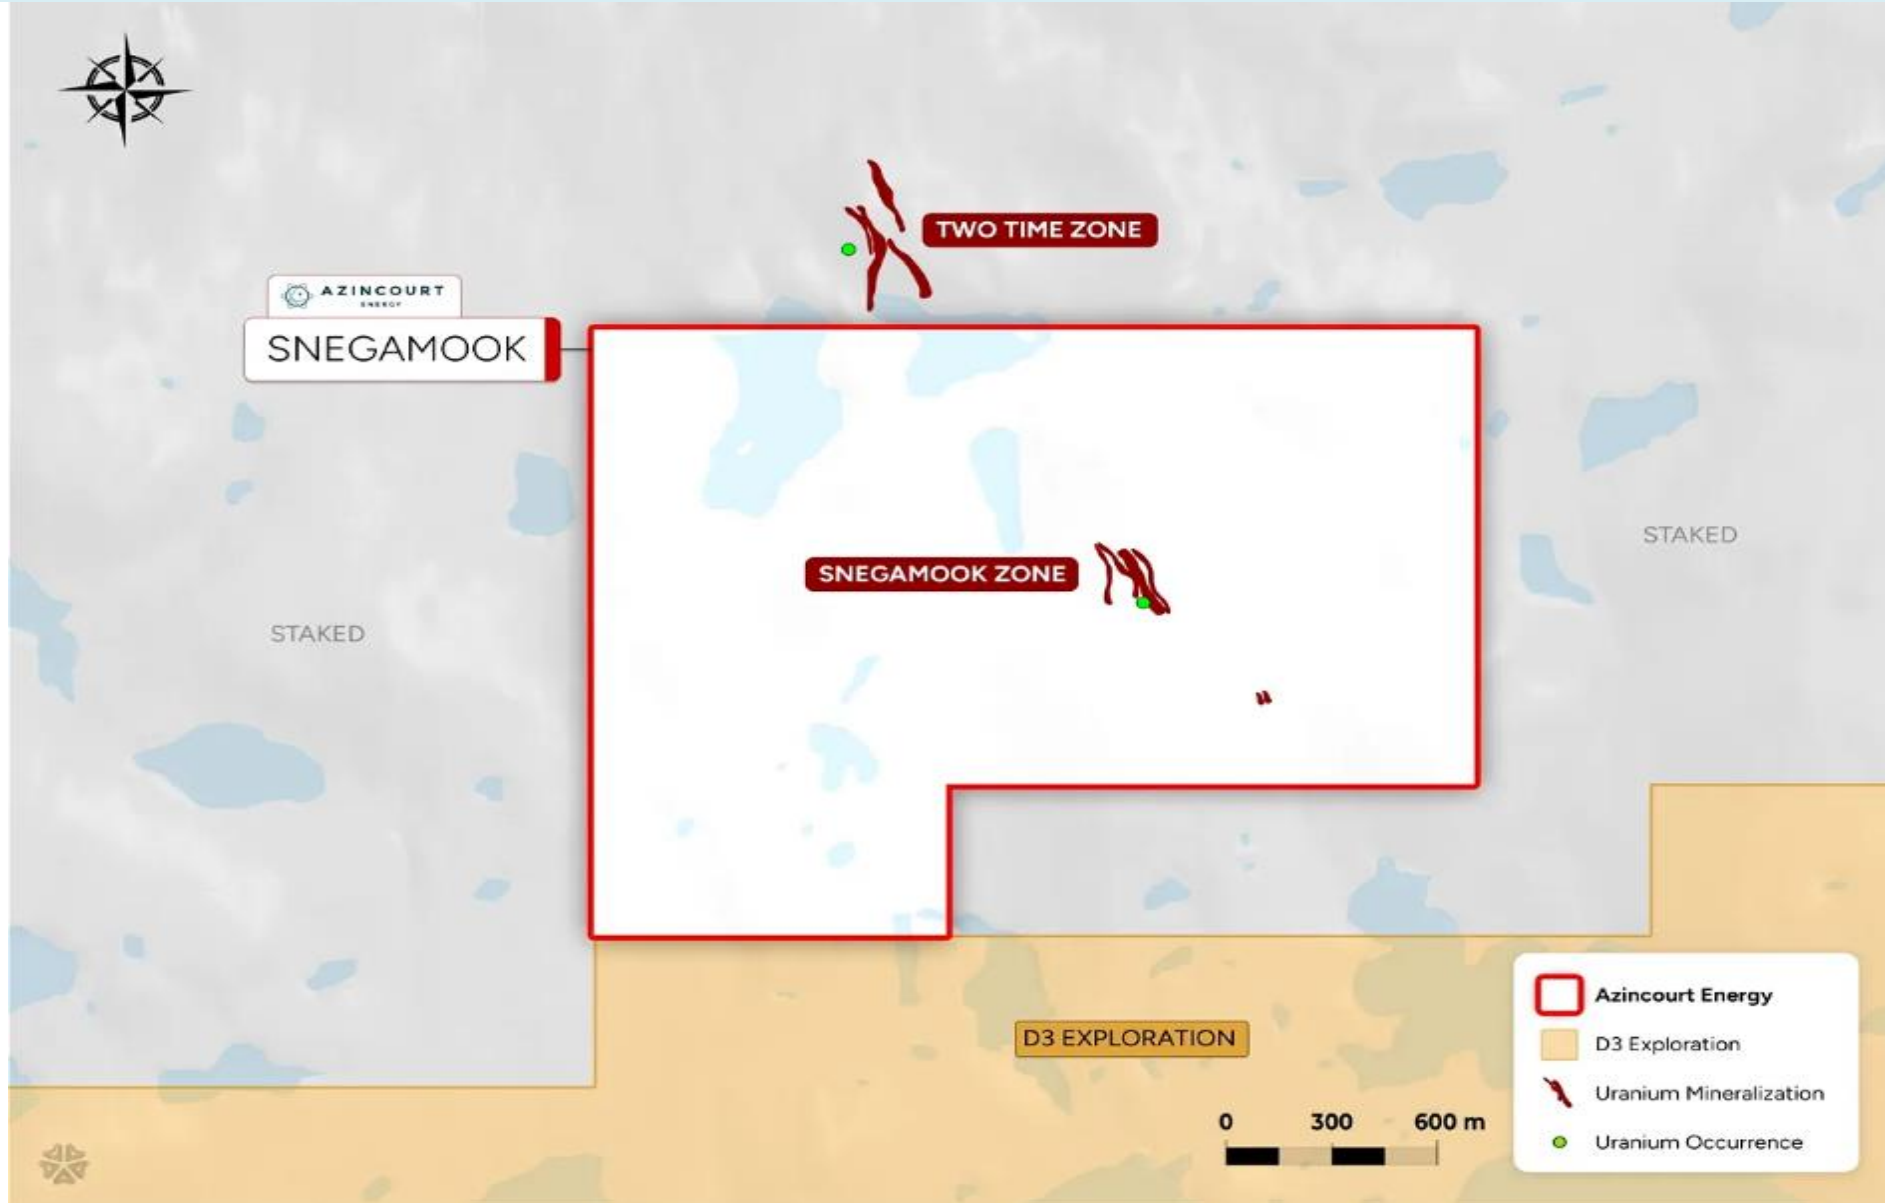 TWO TIME ZONE
AZINCOURT
ENERGY
SNEGAMOOK
STAKED
SNEGAMOOK ZONE
STAKED
D3 EXPLORATION
0 300 600 m
Azincourt Energy
D3 Exploration
Uranium Mineralization
Uranium Occurrence